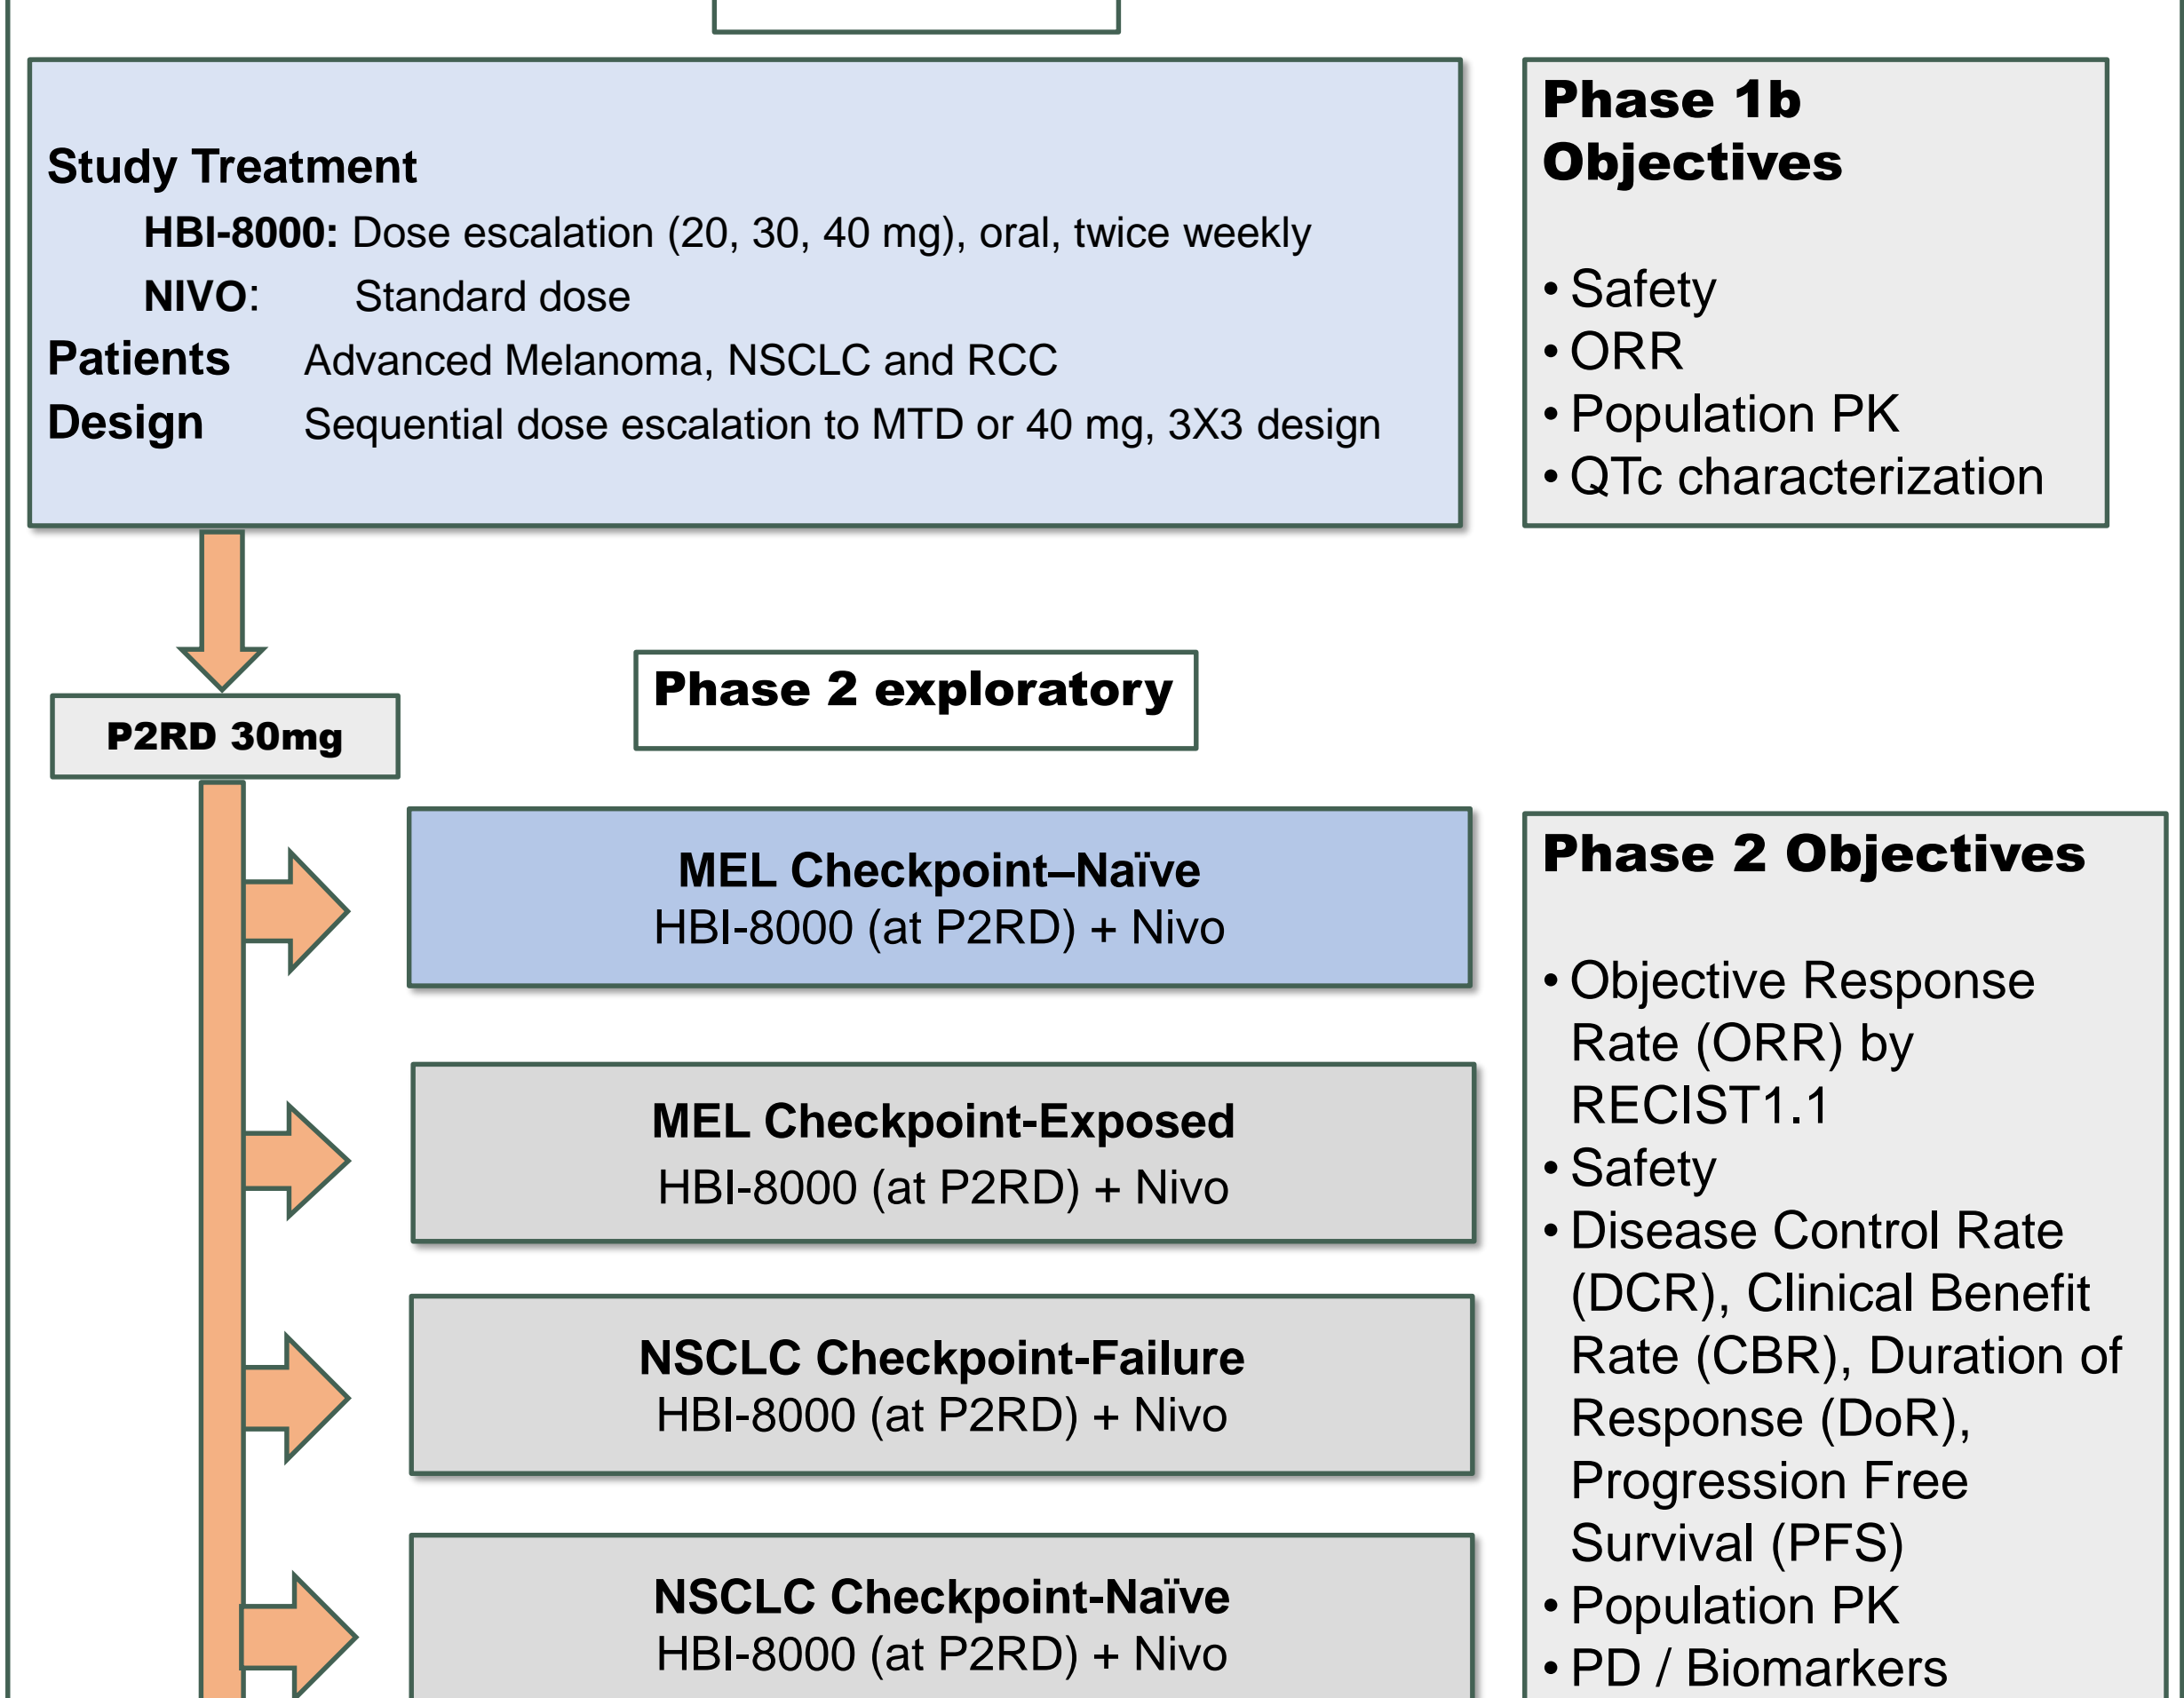 Study Treatment
HBI-8000: Dose escalation (20, 30, 40 mg), oral, twice weekly
NIVO: Standard dose
Patients Advanced Melanoma, NSCLC and RCC
Design Sequential dose escalation to MTD or 40 mg, 3X3 design
Phase 1b
Objectives
• Safety
• ORR
• Population PK
• QTc characterization
P2RD 30mg
Phase 2 exploratory
MEL Checkpoint–Naïve
HBI-8000 (at P2RD) + Nivo
MEL Checkpoint-Exposed
HBI-8000 (at P2RD) + Nivo
NSCLC Checkpoint-Failure
HBI-8000 (at P2RD) + Nivo
NSCLC Checkpoint-Naïve
HBI-8000 (at P2RD) + Nivo
Phase 2 Objectives
• Objective Response
Rate (ORR) by
RECIST1.1
• Safety
• Disease Control Rate
(DCR), Clinical Benefit
Rate (CBR), Duration of
Response (DoR),
Progression Free
Survival (PFS)
• Population PK
• PD / Biomarkers